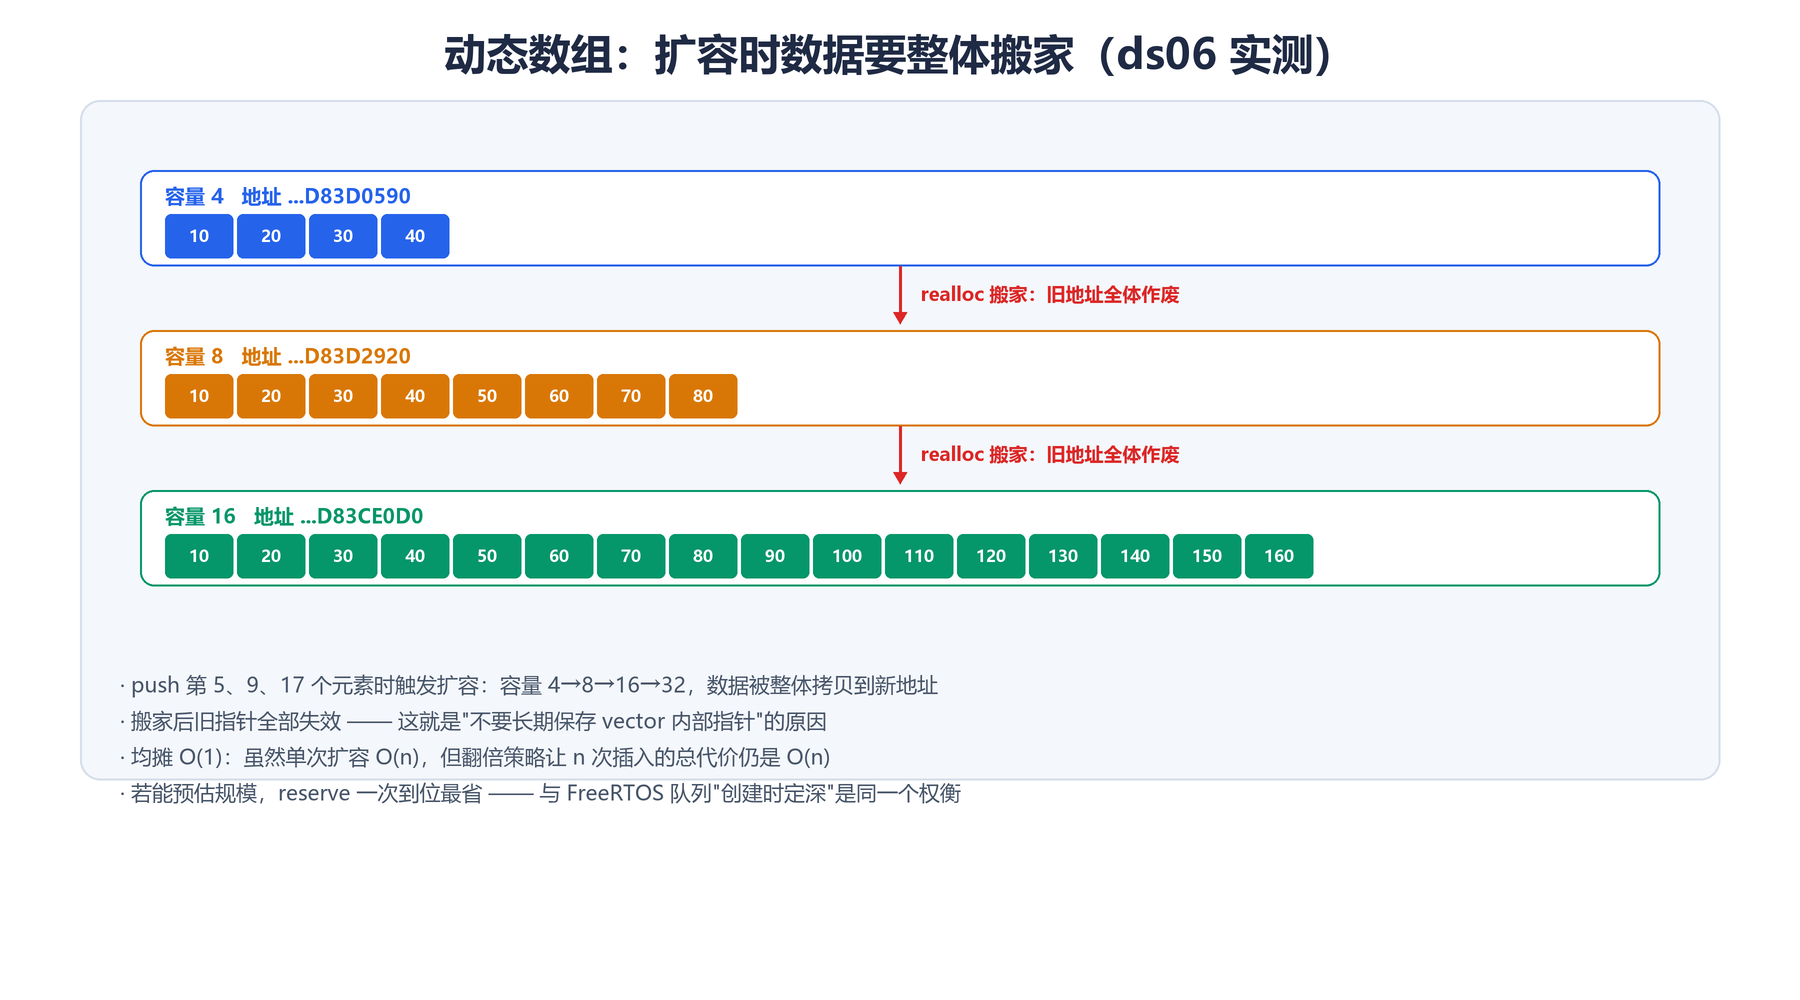 动态数组：扩容时数据要整体搬家（ds06 实测）
容量 4 地址 ...D83D0590
10 20 30 40
realloc 搬家：旧地址全体作废
容量 8 地址 ...D83D2920
10 20 30 40 50 60 70 80
realloc 搬家：旧地址全体作废
容量 16 地址 ...D83CE0D0
10 20 30 40 50 60 70 80 90 100 110 120 130 140 150 160
· push 第 5、9、17 个元素时触发扩容：容量 4→8→16→32，数据被整体拷贝到新地址
· 搬家后旧指针全部失效 —— 这就是"不要长期保存 vector 内部指针"的原因
· 均摊 O(1)：虽然单次扩容 O(n)，但翻倍策略让 n 次插入的总代价仍是 O(n)
· 若能预估规模，reserve 一次到位最省 —— 与 FreeRTOS 队列"创建时定深"是同一个权衡